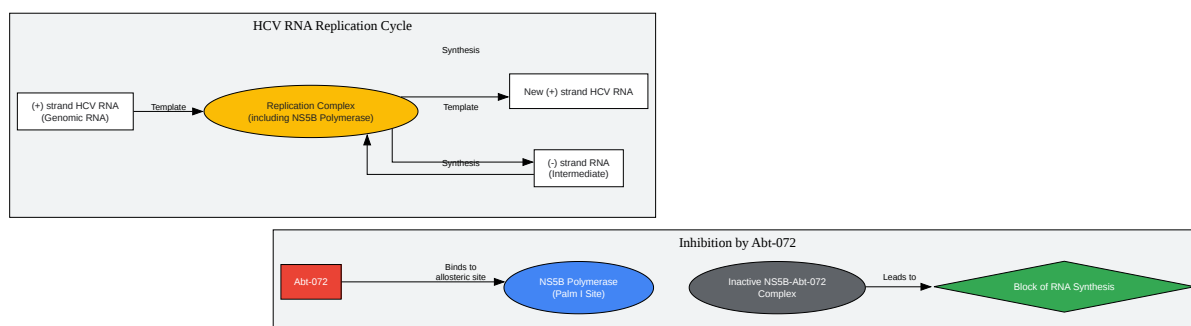 HCV RNA Replication Cycle
Synthesis
(+) strand HCV RNA
(Genomic RNA)
Template
Replication Complex
(including NS5B Polymerase)
New (+) strand HCV RNA
Template
Synthesis
(-) strand RNA
(Intermediate)
Inhibition by Abt-072
Abt-072
Binds to
allosteric site
NS5B Polymerase
(Palm I Site)
Inactive NS5B-Abt-072
Complex
Leads to
Block of RNA Synthesis